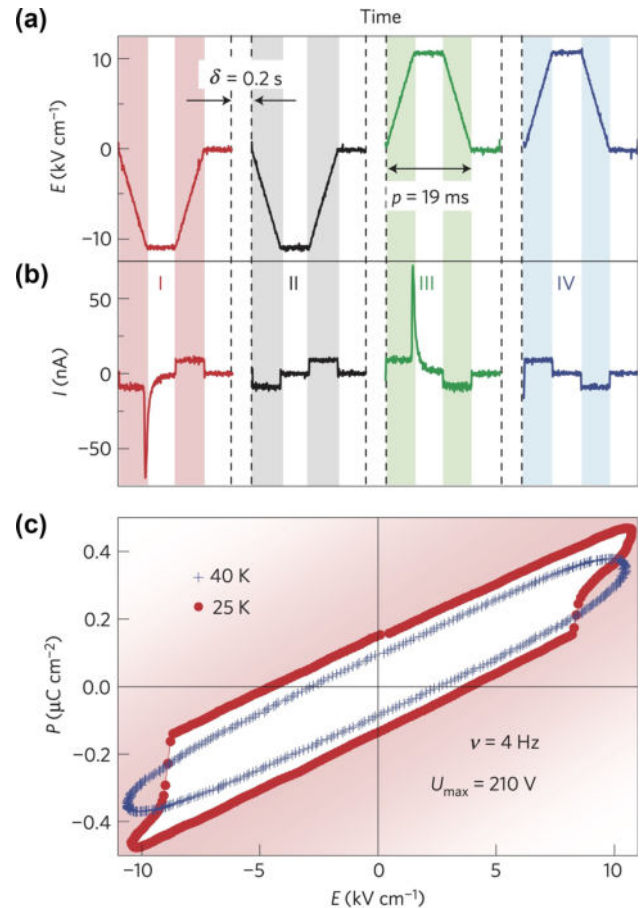 (a)
Time
10
0
−10
E (kV cm⁻¹)
δ = 0.2 s
p = 19 ms
(b)
I
II
III
IV
50
0
−50
I (nA)
(c)
0.4
0.2
0.0
−0.2
−0.4
P (μC cm⁻²)
40 K
25 K
ν = 4 Hz
Uₘₐₓ = 210 V
−10
−5
0
5
10
E (kV cm⁻¹)